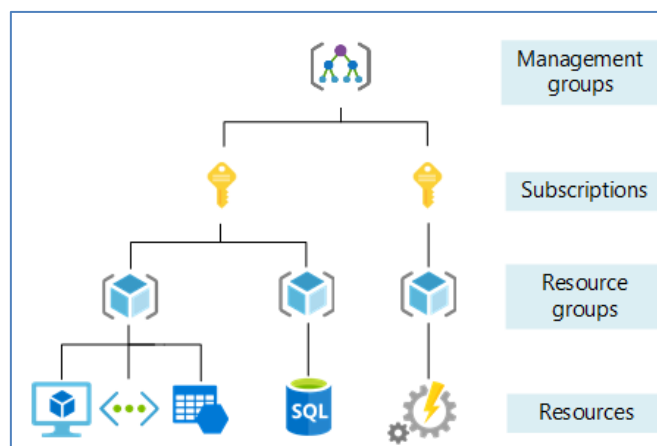 Management
groups
Subscriptions
Resource
groups
SQL
Resources